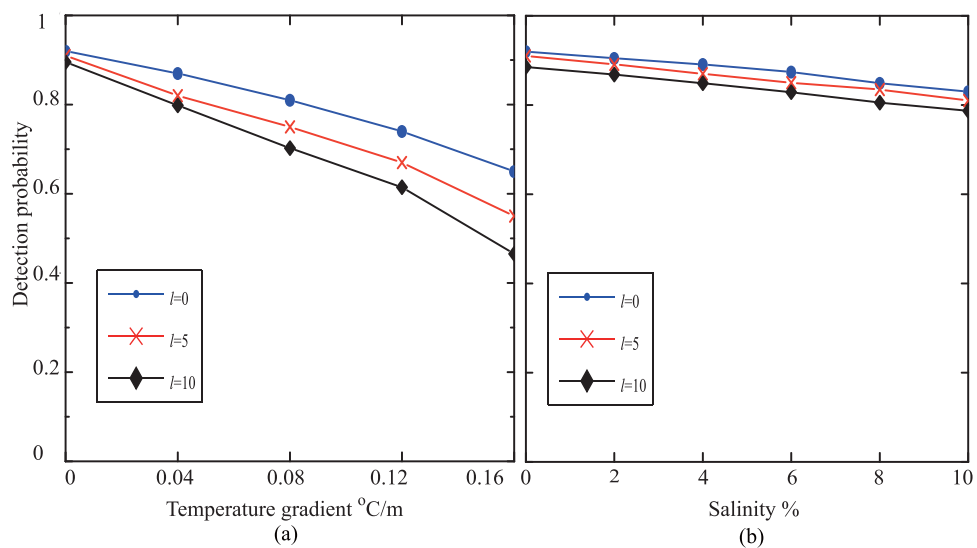 Detection probability
1
0.8
0.6
0.4
0.2
0
l=0
l=5
l=10
0 0.04 0.08 0.12 0.16
Temperature gradient °C/m
(a)
l=0
l=5
l=10
0 2 4 6 8 10
Salinity %
(b)